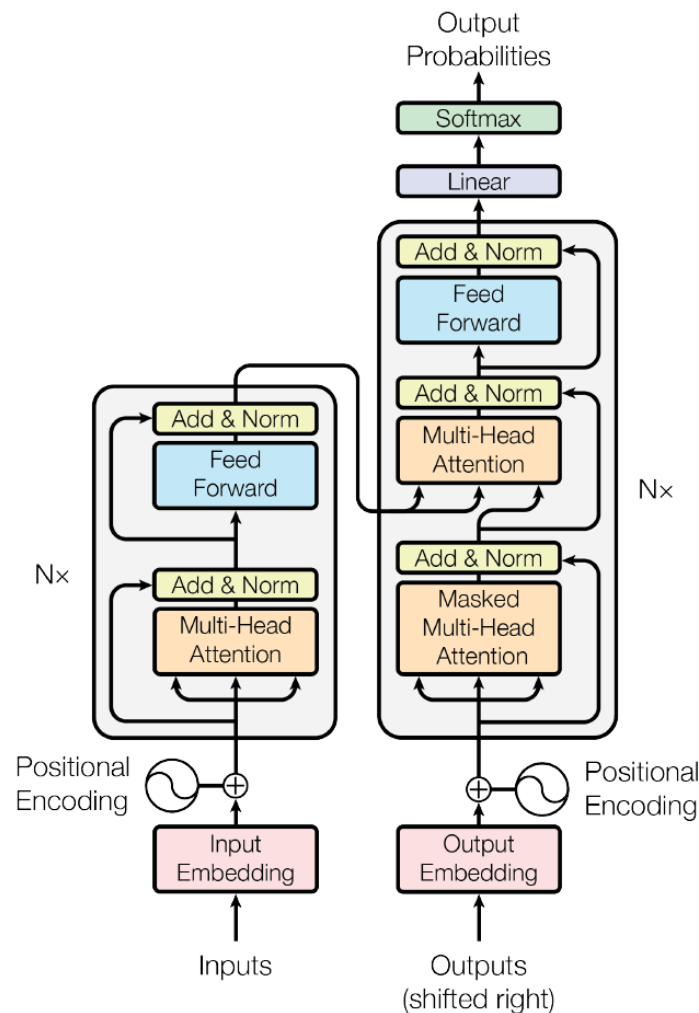 Output
Probabilities
Softmax
Linear
Add & Norm
Feed
Forward
Add & Norm
Multi-Head
Attention
Add & Norm
Masked
Multi-Head
Attention
Nx
Add & Norm
Feed
Forward
Add & Norm
Multi-Head
Attention
N×
Positional
Encoding
Positional
Encoding
Input
Embedding
Output
Embedding
Inputs
Outputs
(shifted right)